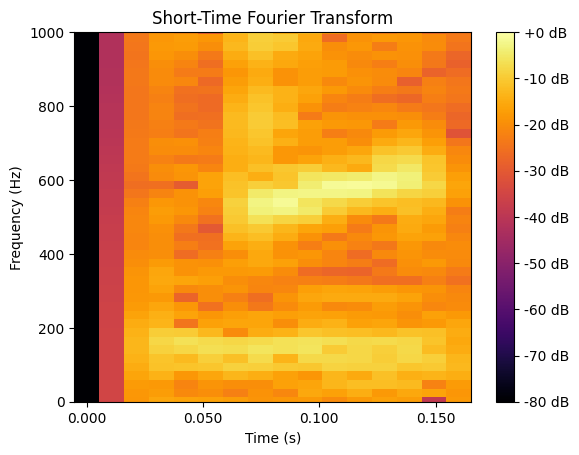 Short-Time Fourier Transform
1000
800
600
400
200
0
Frequency (Hz)
0.000
0.050
0.100
0.150
Time (s)
+0 dB
-10 dB
-20 dB
-30 dB
-40 dB
-50 dB
-60 dB
-70 dB
-80 dB